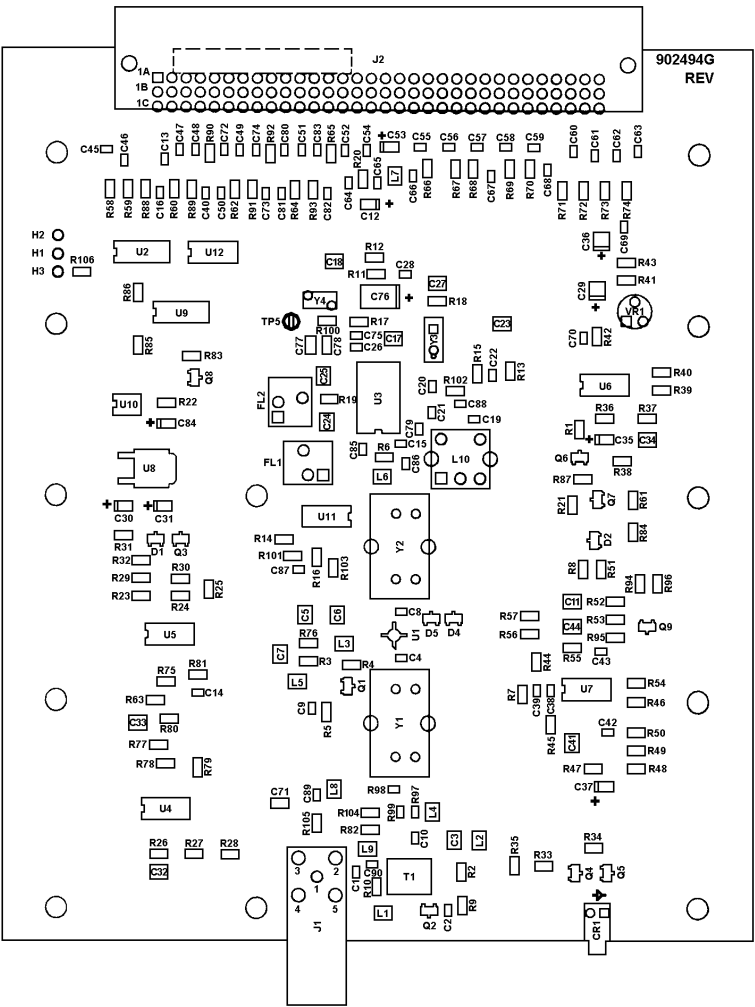 J2
902494G
REV
1A
1B
1C
C45 C46 C13 C47 C48 R90 C72 C49 C74 R92 C80 C51 C83 R65 C52 C54 C53 C55 C56 C57 C58 C59 C60 C61 C62 C63
R20 C65 L7
R58 R59 R88 C16 R60 R89 C40 C50 R62 R91 C73 C81 R64 R93 C82 C64 C12 C66 R66 R67 R68 C67 R69 R70 C68 R71 R72 R73 R74
H2
H1
H3
R106
U2 U12
R12
C18
R11 C28
C36 C69
R43
R41
C27
R86
Y4 C76 R18
C29
VR1
U9
TP5 R100 R17
C75 C17
C26
C77 C78
Y3 C23
C70 R42
R85
R83
Q8
C25
R15 C22 R13
R40
U6
R39
FL2
R19
U3
C20 R102
C21 C88
C19
U10 R22
C84
C24
C79
R36 R37
R1 C35 C34
FL1
C85 R6 C15
C86
L10
Q6 R38
U8
L6
R87
C30 C31
U11
R21 Q7 R61
R31 D1 Q3
R14
Y2
D2 R84
R32
R101
R16 R103
C87
R29 R30
R23 R24 R25
R8 R51
R94 R96
C5 C6
C8
C11 R52
R57
C44 R53
U5
R76
L3
U1 D5 D4
R56
R95 Q9
R55 C43
C7 R3 R4 C4
R44
R75 R81
L5 Q1
U7 R54
R63 C14
R7 C39 C38
R46
C33 R80
C9 R5
Y1
R45 C41 C42 R50
R77
R49
R78 R79
R47 R48
C71 C89 L8
R98
C37
U4
R105 R104
R99 R97 L4
R82
C10 C3 L2
R26 R27 R28
L9
R35 R33 R34
C32
3 2
1
4 5
C1 C90
R10
T1 R2
Q4 Q5
J1
L1 Q2 C2 R9
CR1